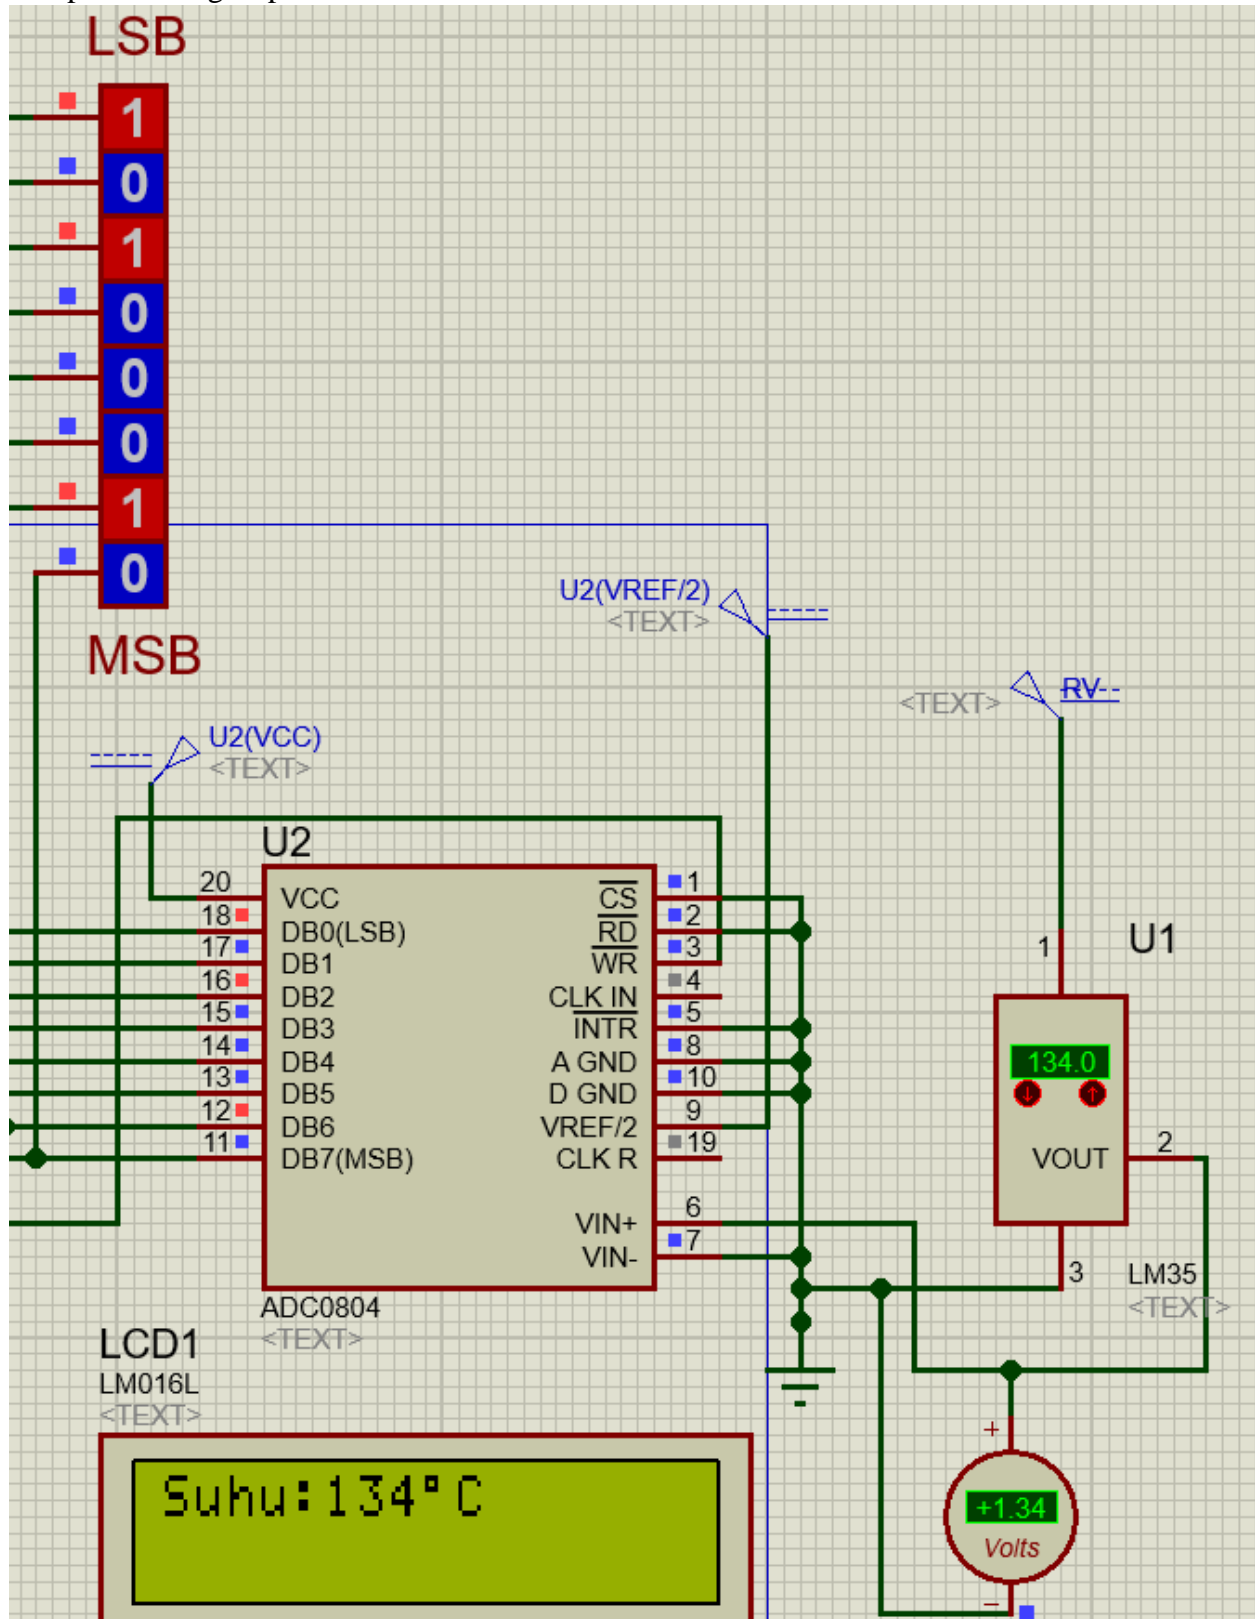 LSB
1
0
1
0
0
0
1
0
MSB
U2(VREF/2)
<TEXT>
RV
<TEXT>
U2(VCC)
<TEXT>
U2
20 VCC
18 DB0(LSB)
17 DB1
16 DB2
15 DB3
14 DB4
13 DB5
12 DB6
11 DB7(MSB)
CS 1
RD 2
WR 3
CLK IN 4
INTR 5
A GND 8
D GND 10
VREF/2 9
CLK R 19
VIN+ 6
VIN- 7
ADC0804
<TEXT>
U1
1
134.0
VOUT 2
3
LM35
<TEXT>
LCD1
LM016L
<TEXT>
Suhu:134°C
+
+1.34
Volts
−